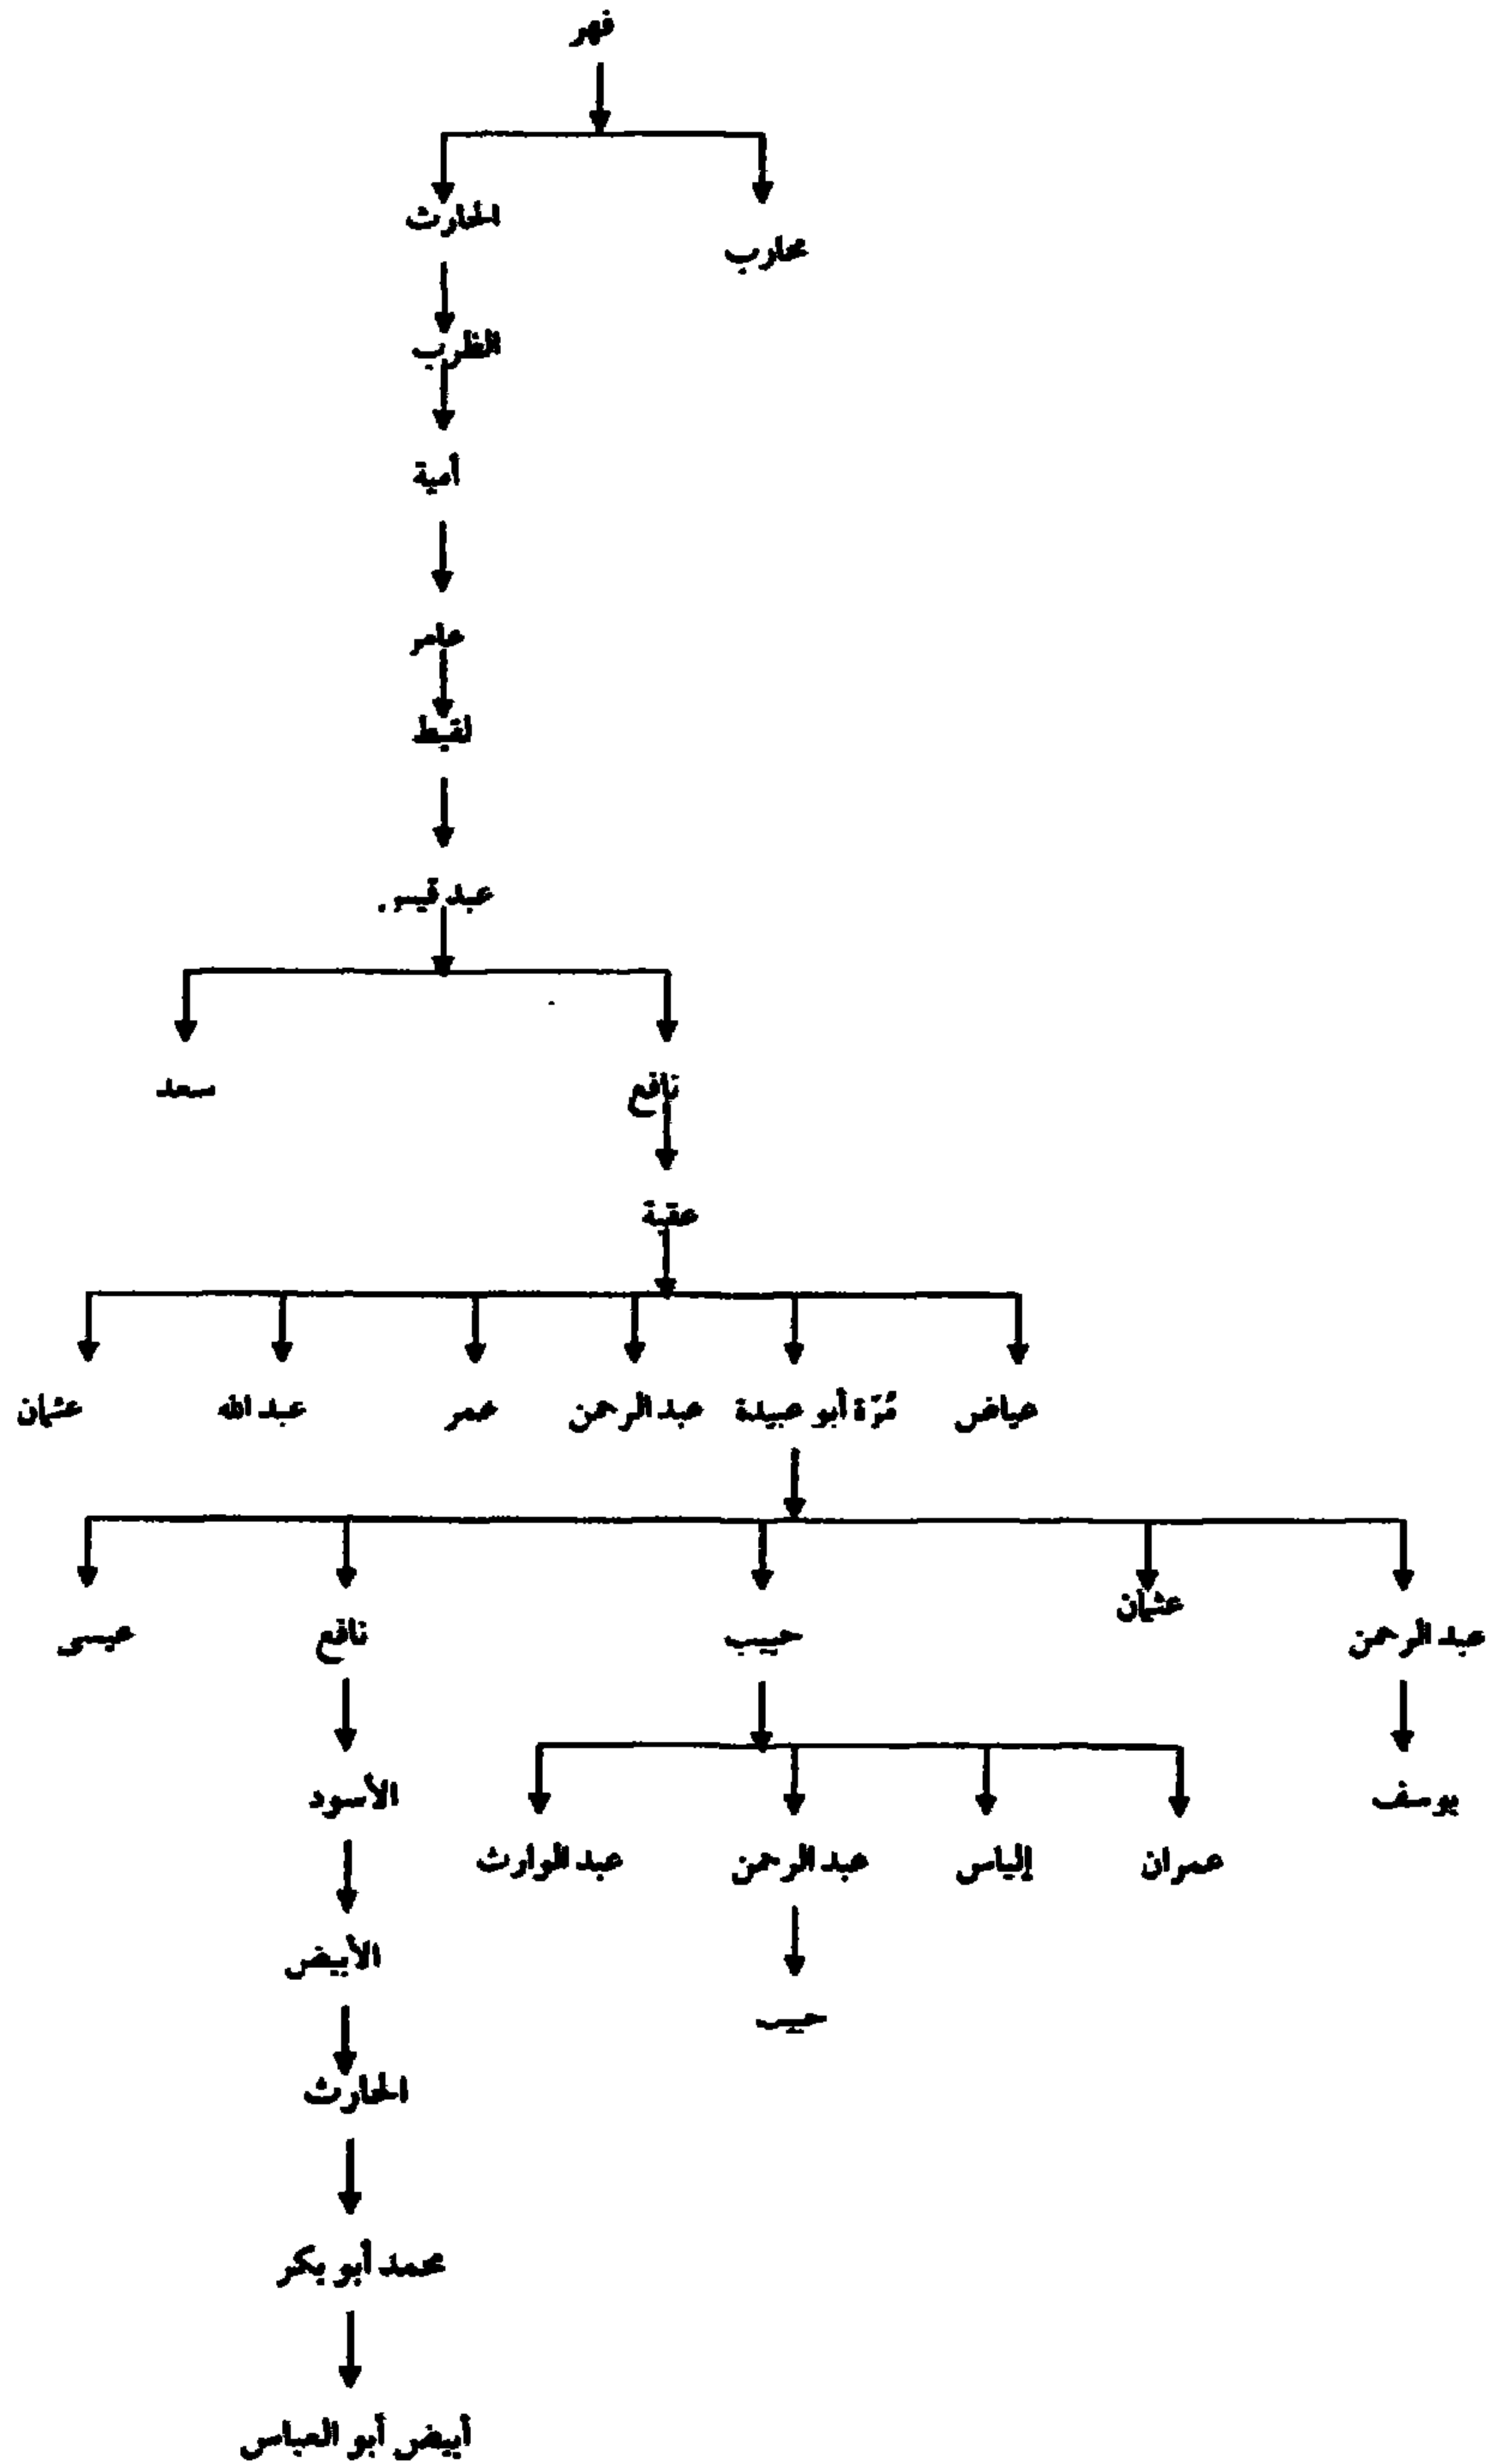 فهر
الحارث
محارب
الظرب
أمية
عامر
لقيط
عبد قيس
نافع
سعد
عقبة
عياض
مُرّة أبو عبيدة
عبد الرحمن
عمر
عبد الله
عثمان
عبد الرحمن
عثمان
حبيب
نافع
عيسى
يوسف
الأسود
عمران
إلياس
عبد الرحمن
عبد الوارث
الأبيض
حبيب
الحارث
محمد أبو بكر
أبيض أبو العباس